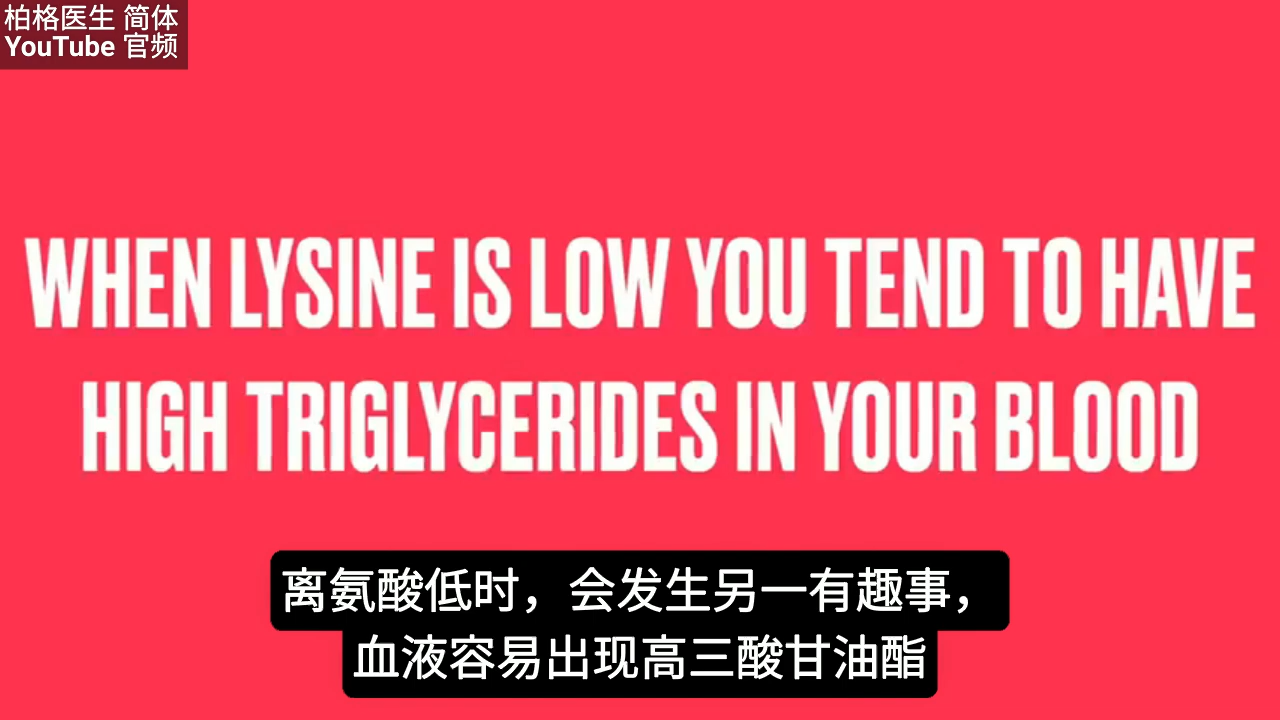 柏格医生 简体
YouTube 官频
WHEN LYSINE IS LOW YOU TEND TO HAVE
HIGH TRIGLYCERIDES IN YOUR BLOOD
离氨酸低时，会发生另一有趣事，
血液容易出现高三酸甘油酯